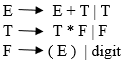 E → E + T | T
T → T * F | F
F → ( E ) | digit